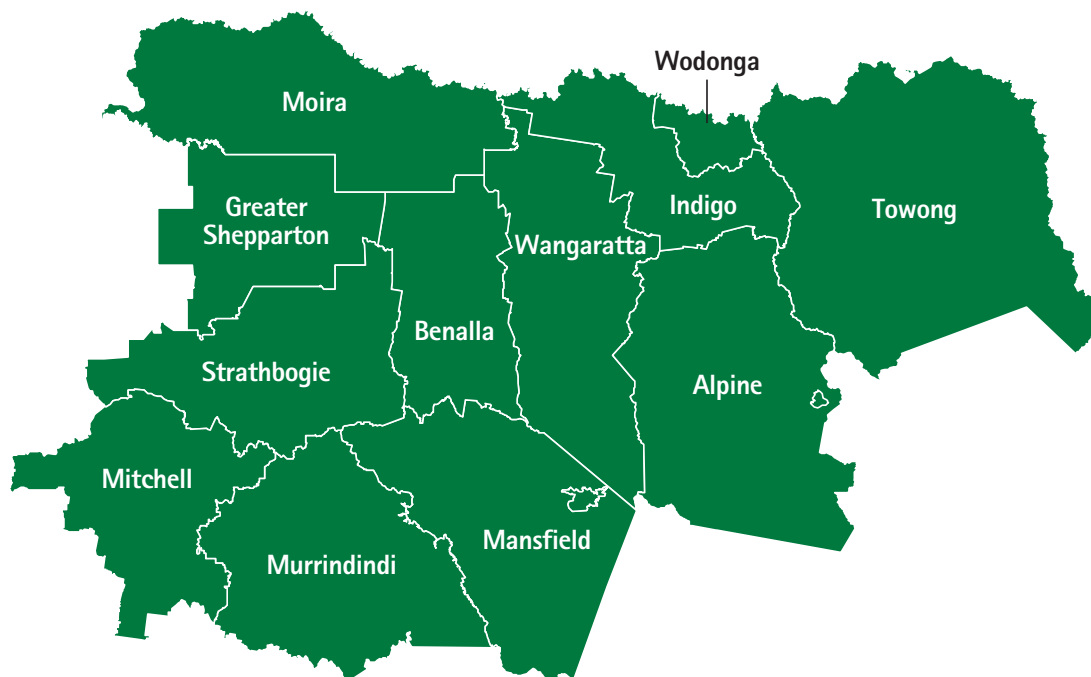 Wodonga
Moira
Greater
Shepparton
Indigo
Towong
Wangaratta
Benalla
Strathbogie
Alpine
Mitchell
Mansfield
Murrindindi